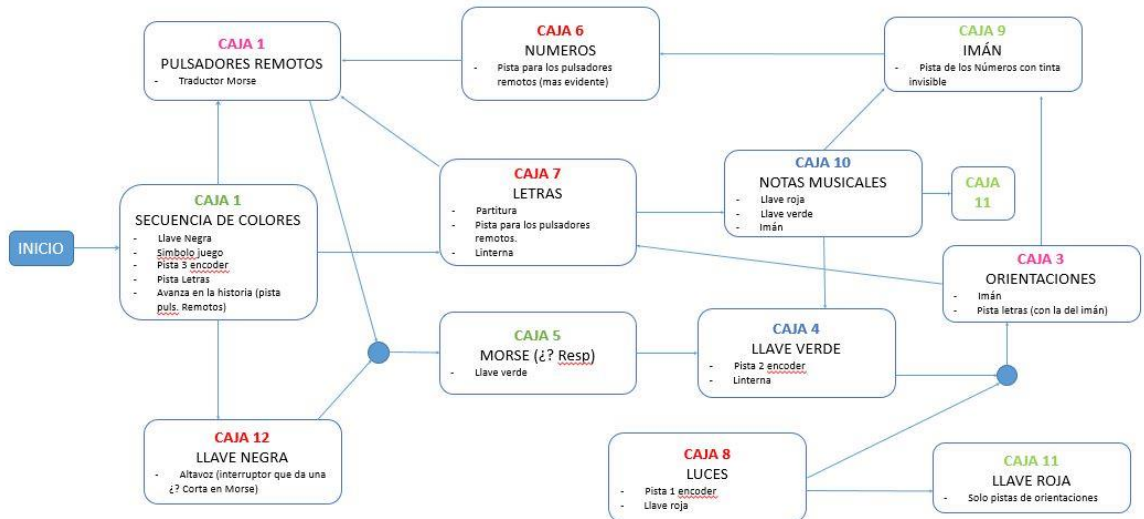 CAJA 1
PULSADORES REMOTOS
- Traductor Morse
CAJA 6
NUMEROS
- Pista para los pulsadores
remotos (mas evidente)
CAJA 9
IMÁN
- Pista de los Números con tinta
invisible
INICIO
CAJA 1
SECUENCIA DE COLORES
- Llave Negra
- Simbolo juego
- Pista 3 encoder
- Pista Letras
- Avanza en la historia (pista
puls. Remotos)
CAJA 7
LETRAS
- Partitura
- Pista para los pulsadores
remotos.
- Linterna
CAJA 10
NOTAS MUSICALES
- Llave roja
- Llave verde
- Imán
CAJA
11
CAJA 3
ORIENTACIONES
- Imán
- Pista letras (con la del imán)
CAJA 5
MORSE (¿? Resp)
- Llave verde
CAJA 4
LLAVE VERDE
- Pista 2 encoder
- Linterna
CAJA 12
LLAVE NEGRA
- Altavoz (interruptor que da una
¿? Corta en Morse)
CAJA 8
LUCES
- Pista 1 encoder
- Llave roja
CAJA 11
LLAVE ROJA
- Solo pistas de orientaciones